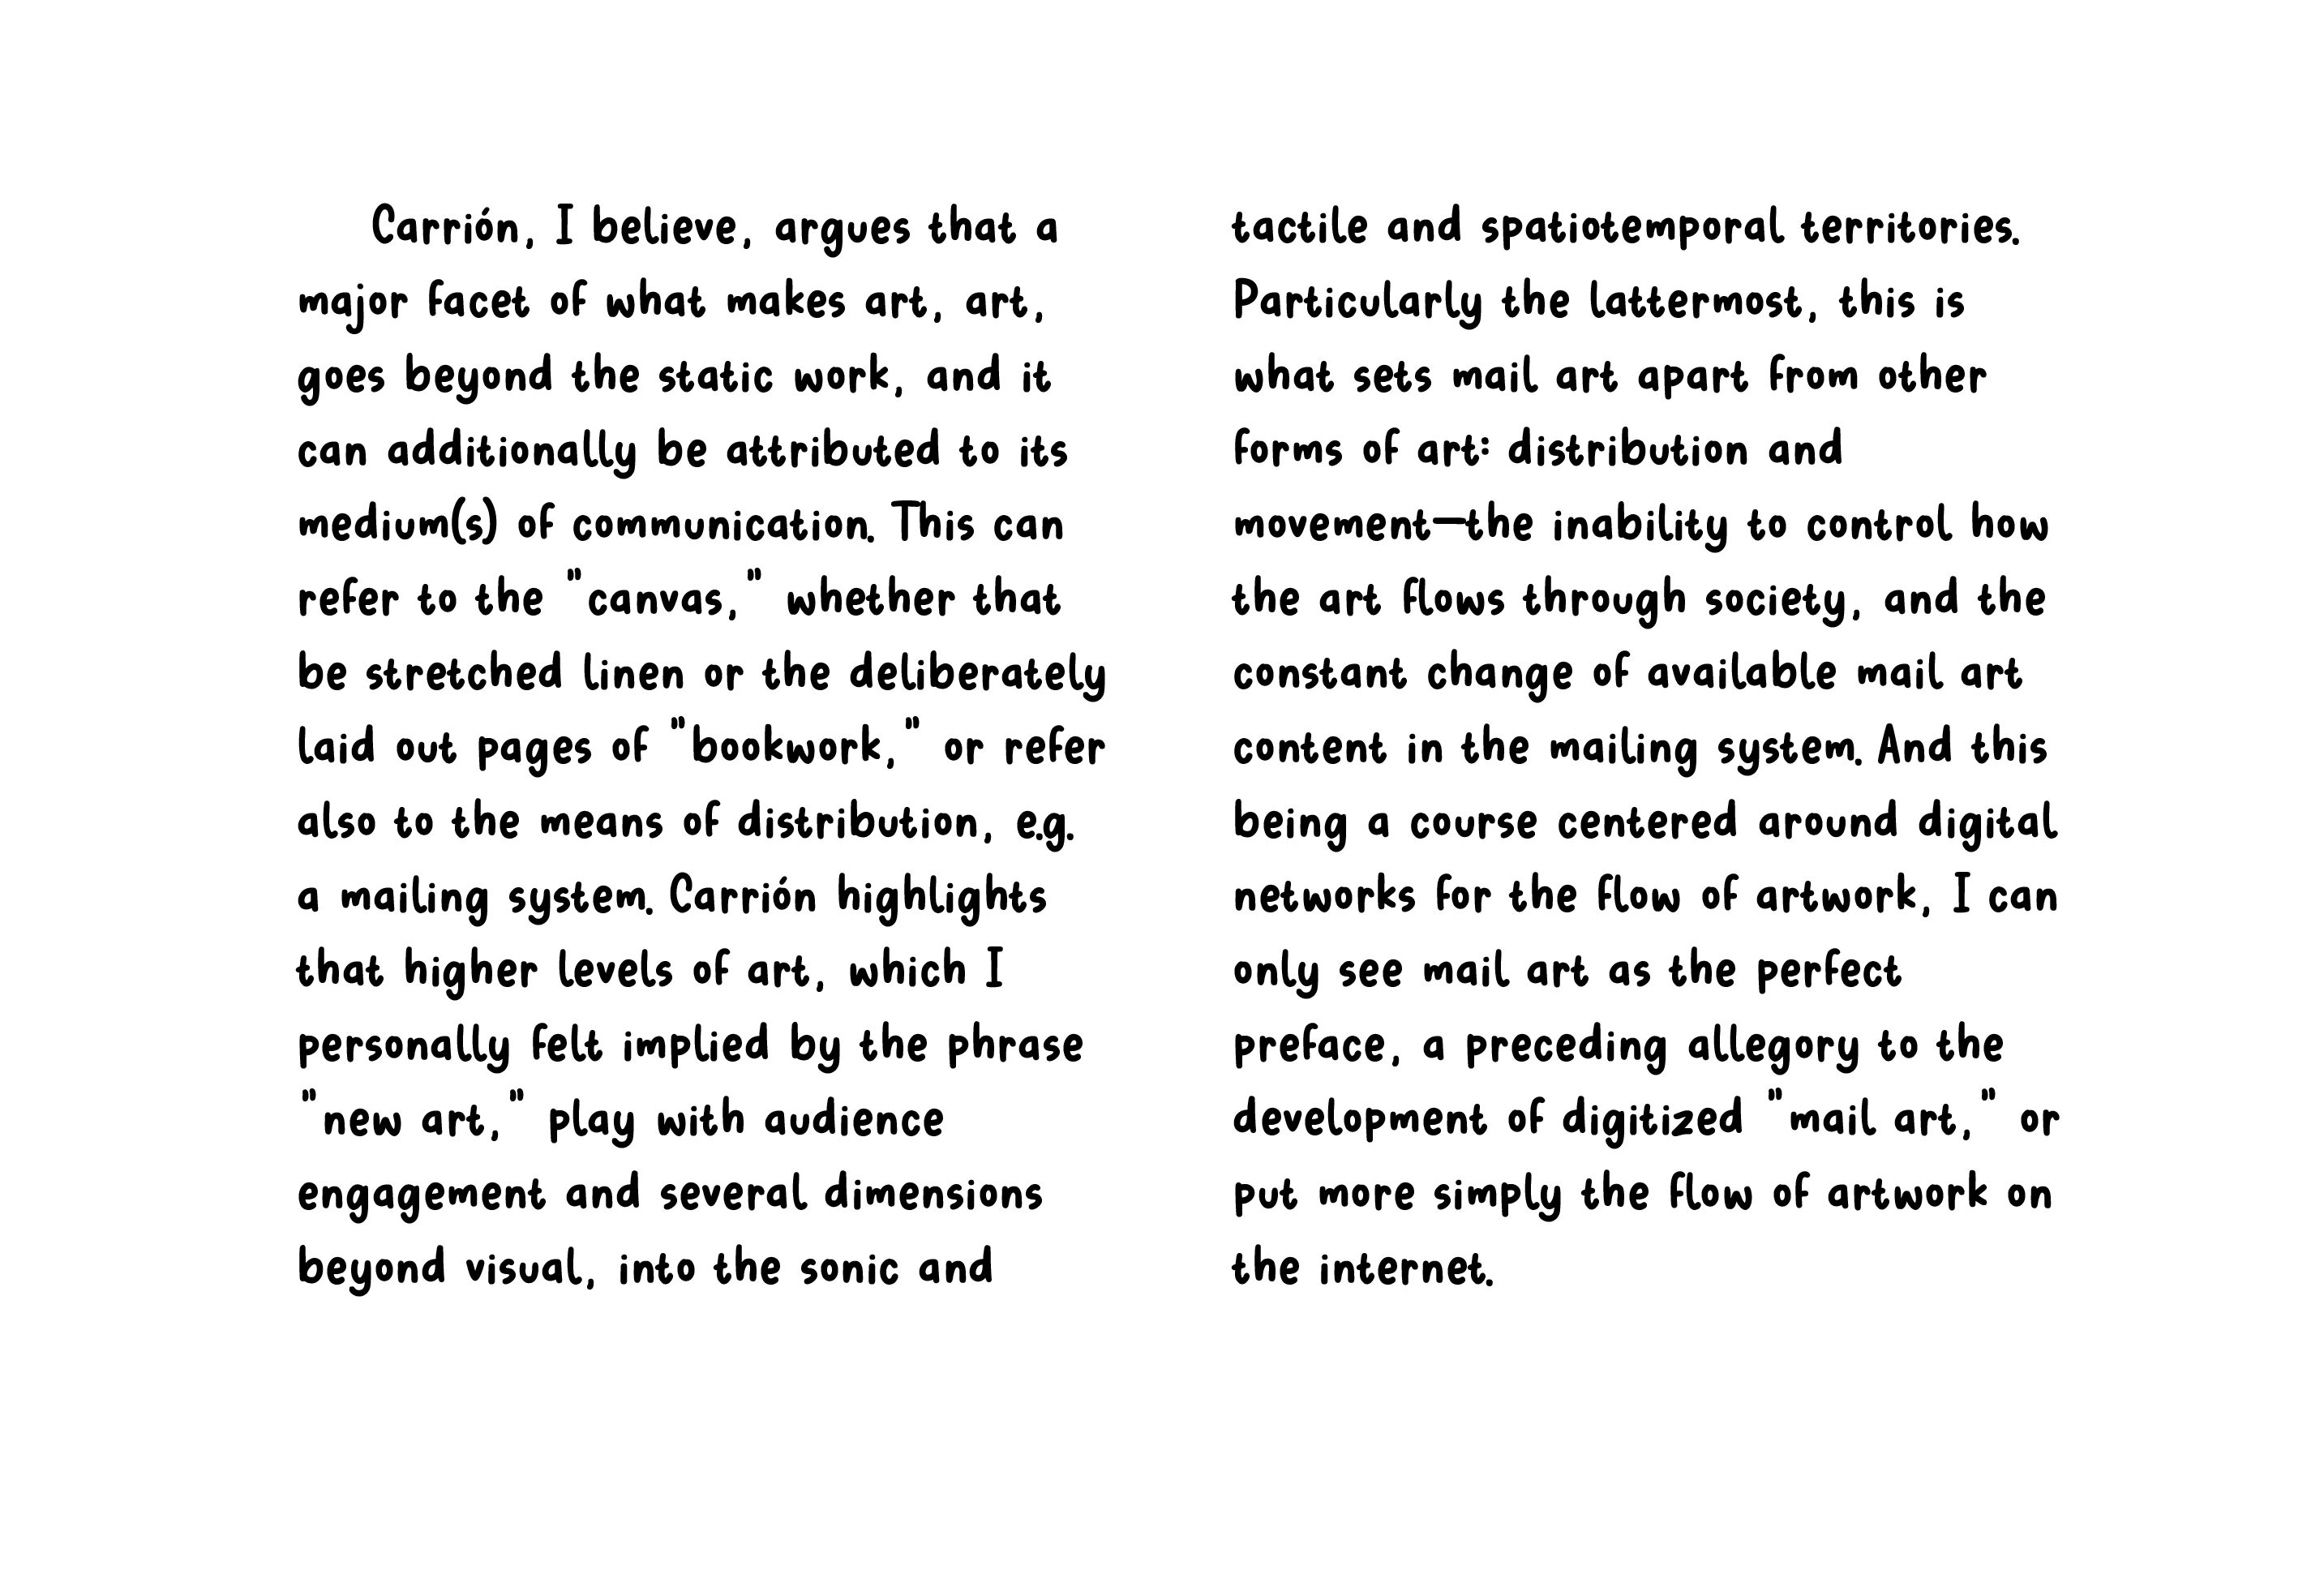 Carrión, I believe, argues that a
major facet of what makes art, art,
goes beyond the static work, and it
can additionally be attributed to its
medium(s) of communication. This can
refer to the "canvas," whether that
be stretched linen or the deliberately
laid out pages of "bookwork," or refer
also to the means of distribution, e.g.
a mailing system. Carrión highlights
that higher levels of art, which I
personally felt implied by the phrase
"new art," play with audience
engagement and several dimensions
beyond visual, into the sonic and
tactile and spatiotemporal territories.
Particularly the lattermost, this is
what sets mail art apart from other
forms of art: distribution and
movement—the inability to control how
the art flows through society, and the
constant change of available mail art
content in the mailing system. And this
being a course centered around digital
networks for the flow of artwork, I can
only see mail art as the perfect
preface, a preceding allegory to the
development of digitized "mail art," or
put more simply the flow of artwork on
the internet.